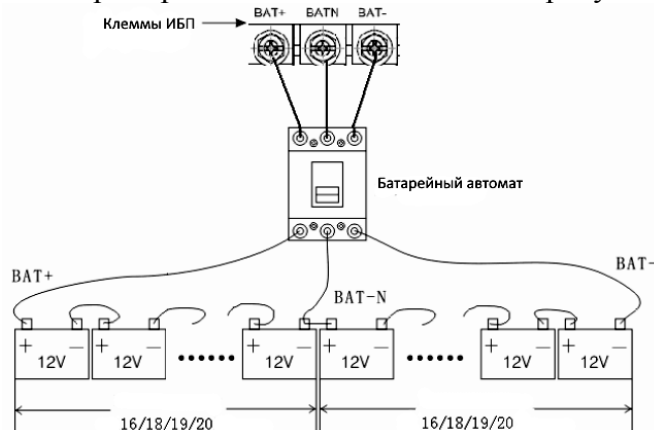 BAT+ BATN BAT-
Клеммы ИБП
Батарейный автомат
BAT+
BAT-
BAT-N
+ − + − + − + − + − + −
12V 12V 12V 12V 12V 12V
16/18/19/20 16/18/19/20